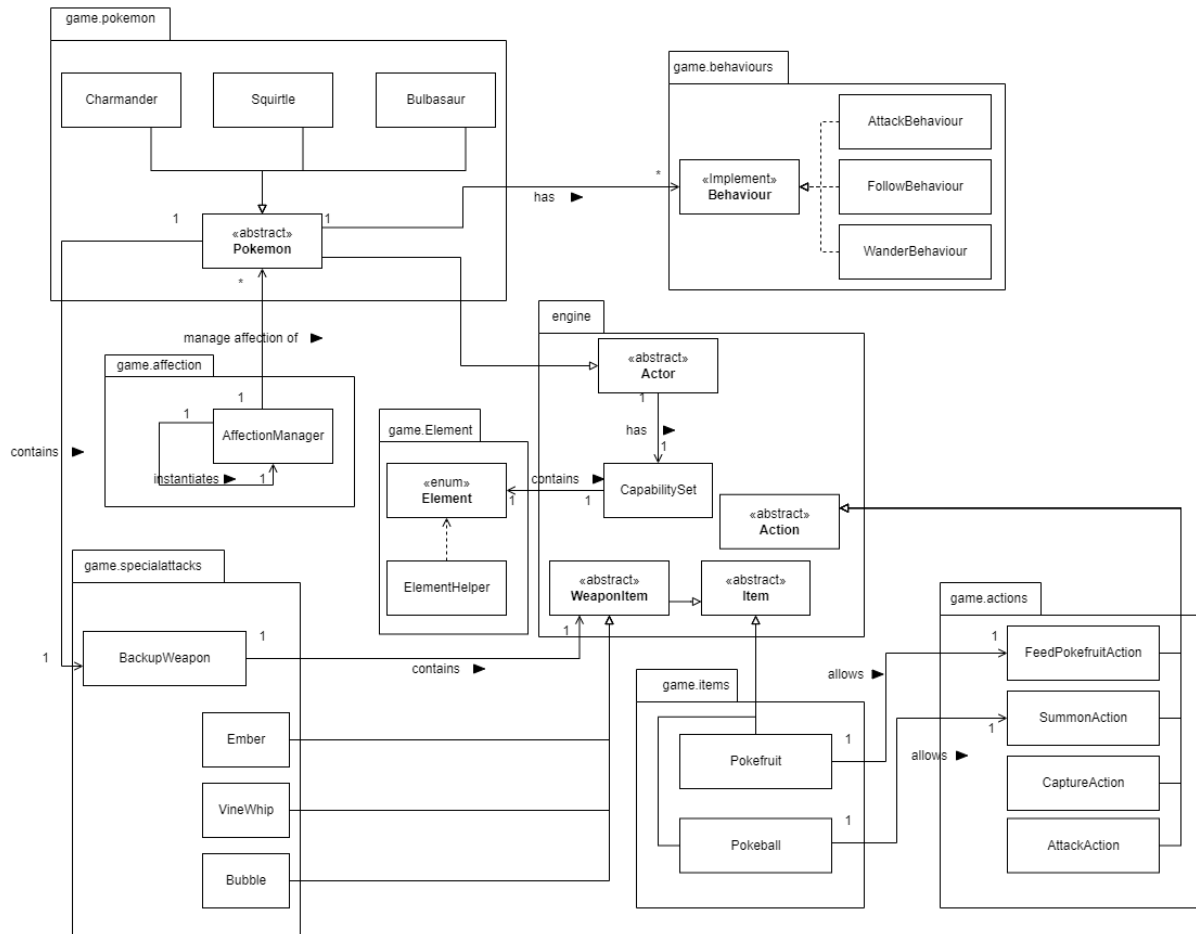 game.pokemon
Charmander
Squirtle
Bulbasaur
«abstract»
Pokemon
1
1
*
has
*
game.behaviours
AttackBehaviour
«Implement»
Behaviour
FollowBehaviour
WanderBehaviour
manage affection of
game.affection
1
1
AffectionManager
instantiates
1
contains
engine
«abstract»
Actor
1
has
1
game.Element
«enum»
Element
1
contains
1
CapabilitySet
ElementHelper
«abstract»
Action
«abstract»
WeaponItem
«abstract»
Item
1
game.specialattacks
1
BackupWeapon
1
contains
Ember
VineWhip
Bubble
game.items
Pokefruit
1
Pokeball
1
allows
1
allows
1
game.actions
FeedPokefruitAction
SummonAction
CaptureAction
AttackAction